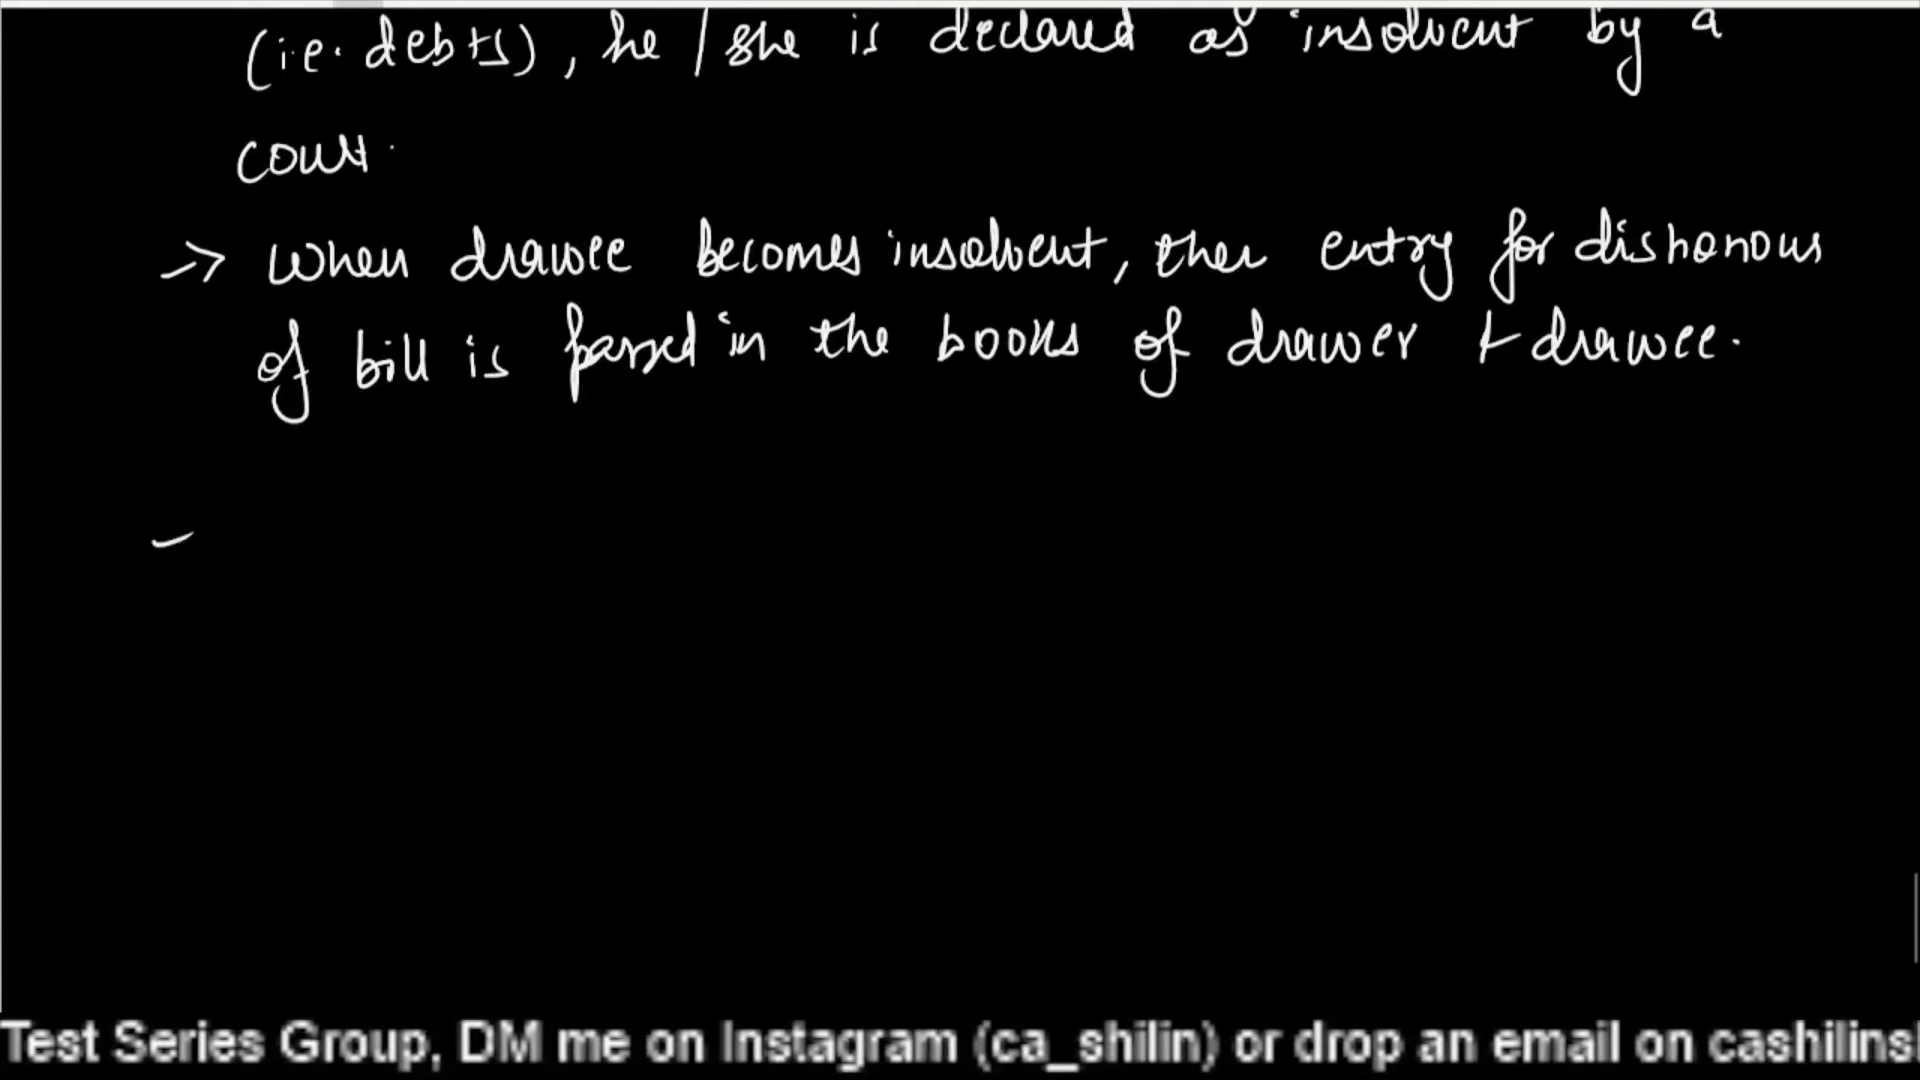 (i.e. debts), he / she is declared as insolvent by a
court.
-> When drawee becomes insolvent, then entry for dishonour
of bill is passed in the books of drawer + drawee.
Test Series Group, DM me on Instagram (ca_shilin) or drop an email on cashilins